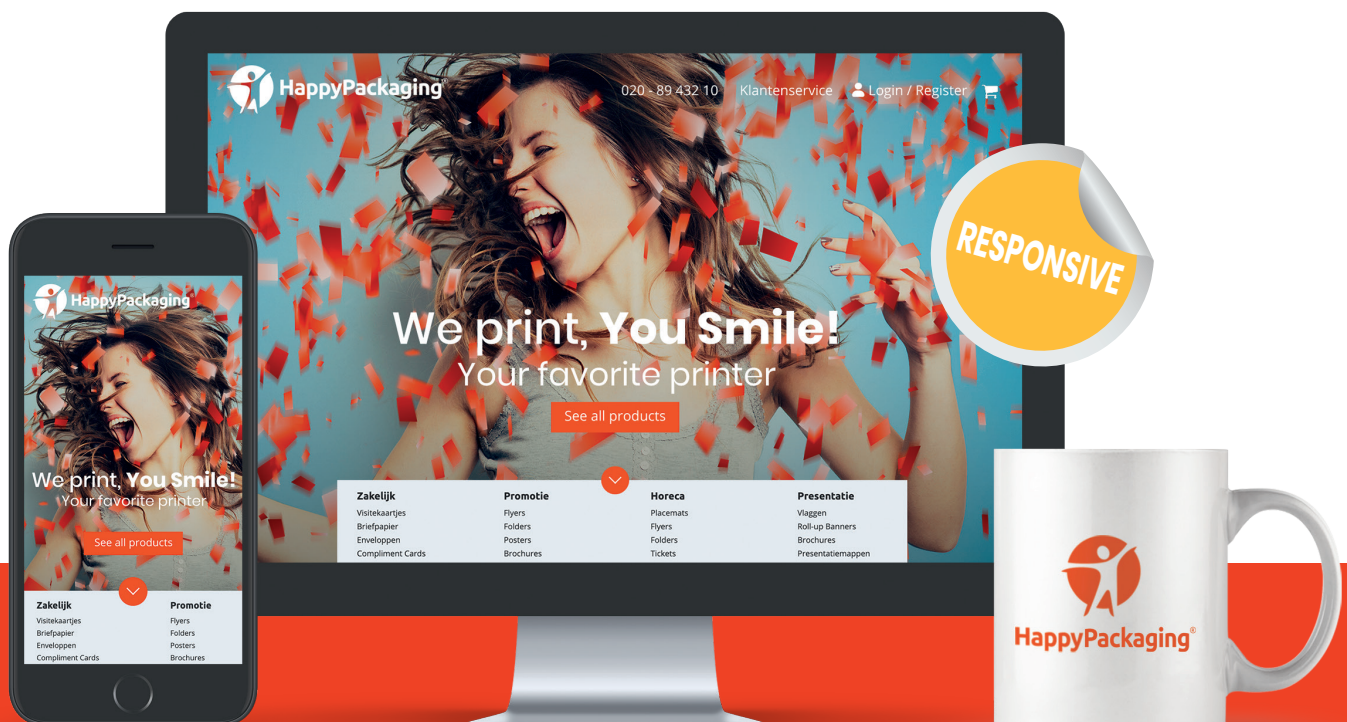 HappyPackaging®
020 - 89 432 10 Klantenservice Login / Register
We print, You Smile!
Your favorite printer
See all products
Zakelijk Promotie Horeca Presentatie
Visitekaartjes Flyers Placemats Vlaggen
Briefpapier Folders Flyers Roll-up Banners
Enveloppen Posters Folders Brochures
Compliment Cards Brochures Tickets Presentatiemappen
RESPONSIVE
HappyPackaging
We print, You Smile!
Your favorite printer
See all products
Zakelijk Promotie
Visitekaartjes Flyers
Briefpapier Folders
Enveloppen Posters
Compliment Cards Brochures
HappyPackaging®